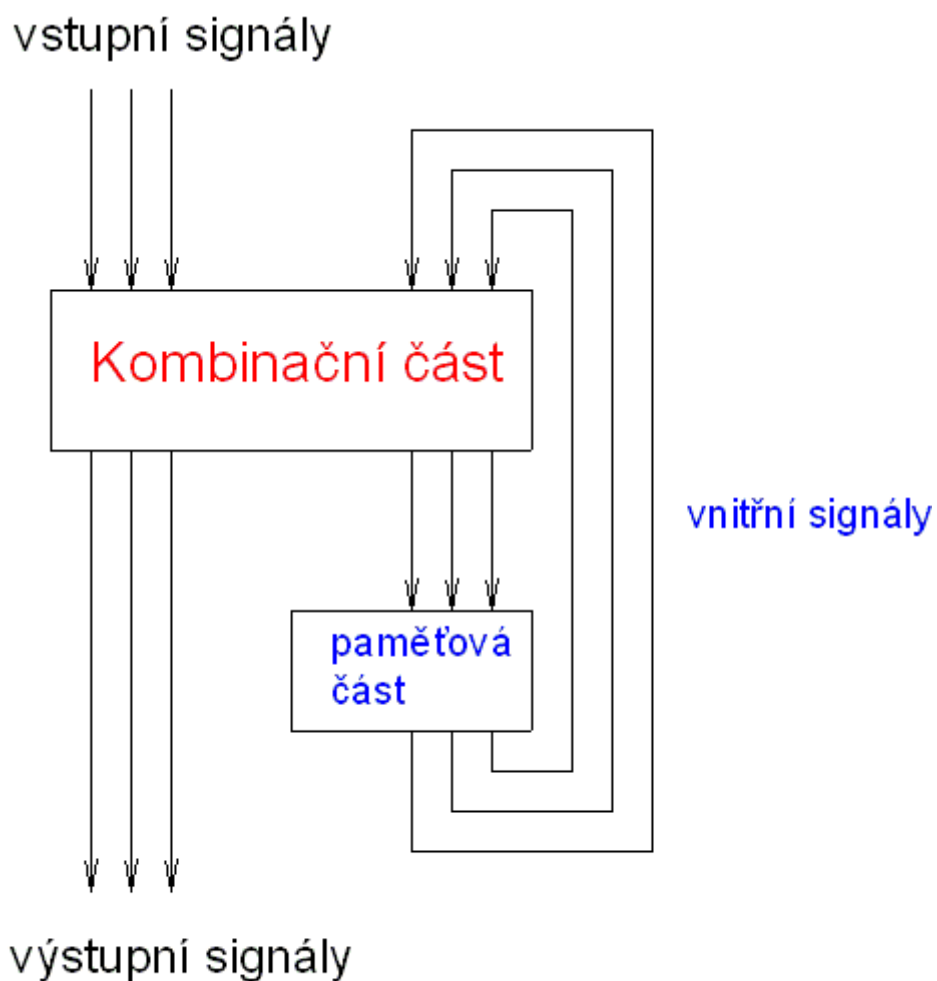 vstupní signály
Kombinační část
vnitřní signály
paměťová
část
výstupní signály